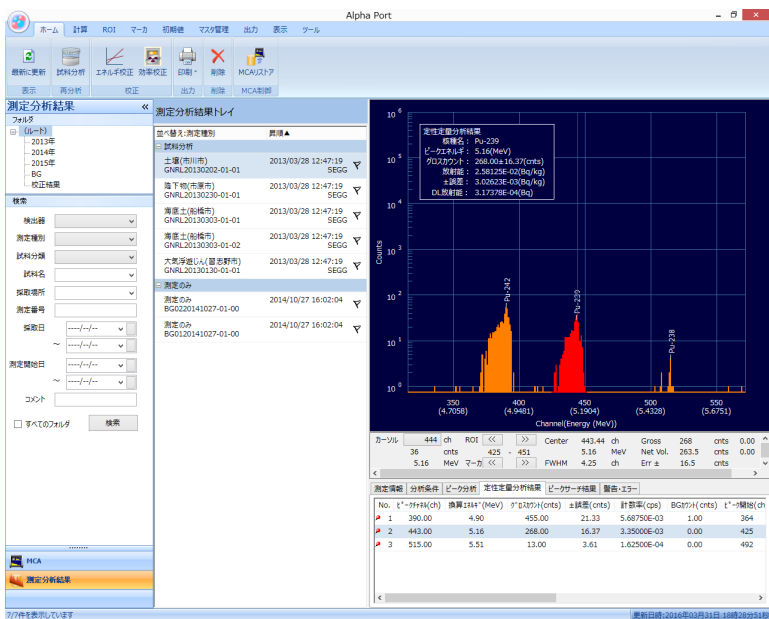 Alpha Port
ホーム 計算 ROI マーカ 初期値 マスタ管理 出力 表示 ツール
最新に更新 試料分析 エネルギ校正 効率校正 印刷 削除 MCAリストア
表示 再分析 校正 出力 削除 MCA制御
測定分析結果 «
フォルダ
(ルート)
2013年
2014年
2015年
BG
校正結果
検索
検出器
測定種別
試料分類
試料名
採取場所
測定番号
採取日 ----/--/--
~ ----/--/--
測定開始日 ----/--/--
~ ----/--/--
コメント
すべてのフォルダ 検索
MCA
測定分析結果
測定分析結果トレイ
並べ替え:測定種別 昇順▲
試料分析
土壌(市川市) 2013/03/28 12:47:19
GNRL20130202-01-01 SEGG
降下物(市原市) 2013/03/28 12:47:19
GNRL20130230-01-01 SEGG
海底土(船橋市) 2013/03/28 12:47:19
GNRL20130303-01-01 SEGG
海底土(船橋市) 2013/03/28 12:47:19
GNRL20130303-01-02 SEGG
大気浮遊じん(習志野市) 2013/03/28 12:47:19
GNRL20130130-01-01 SEGG
測定のみ
測定のみ 2014/10/27 16:02:04
BG0220141027-01-00
測定のみ 2014/10/27 16:02:04
BG0120141027-01-00
定性定量分析結果
核種名： Pu-239
ピークエネルギ： 5.16(MeV)
グロスカウント： 268.00±16.37(cnts)
放射能： 2.58125E-02(Bq/kg)
±誤差： 3.02623E-03(Bq/kg)
DL放射能： 3.17378E-04(Bq)
10 6
10 5
10 4
10 3
10 2
10 1
10 0
Counts
Pu-242
Pu-239
Pu-238
350 400 450 500 550
(4.7058) (4.9481) (5.1904) (5.4328) (5.6751)
Channel(Energy (MeV))
カーソル 444 ch ROI << >> Center 443.44 ch Gross 268 cnts 0.00
36 cnts 425 - 451 5.16 MeV Net Vol. 263.5 cnts 0.00
5.16 MeV マーカ << >> FWHM 4.25 ch Err ± 16.5 cnts
測定情報 分析条件 ピーク分析 定性定量分析結果 ピークサーチ結果 警告・エラー
No. ピークチャネル(ch) 換算エネルギ(MeV) グロスカウント(cnts) ±誤差(cnts) 計数率(cps) BGカウント(cnts) ピーク開始(ch
1 390.00 4.90 455.00 21.33 5.68750E-03 1.00 364
2 443.00 5.16 268.00 16.37 3.35000E-03 0.00 425
3 515.00 5.51 13.00 3.61 1.62500E-04 0.00 492
7/7件を表示しています 更新日時:2016年03月31日 18時28分51秒